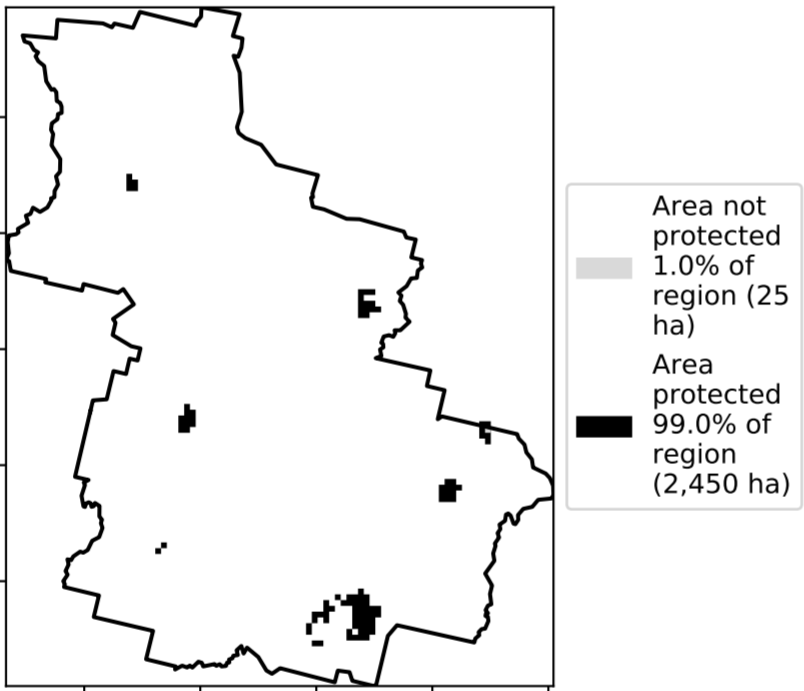 Area not
protected
1.0% of
region (25
ha)
Area
protected
99.0% of
region
(2,450 ha)